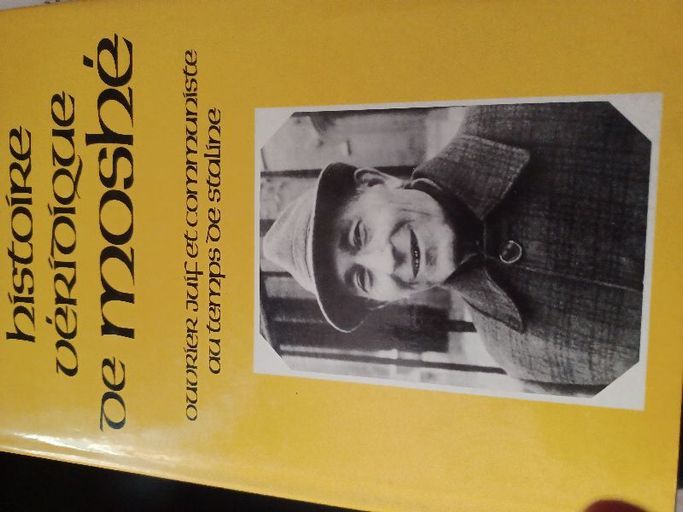 histoire
véridique
de moshé
ouvrier juif et communiste
au temps de staline